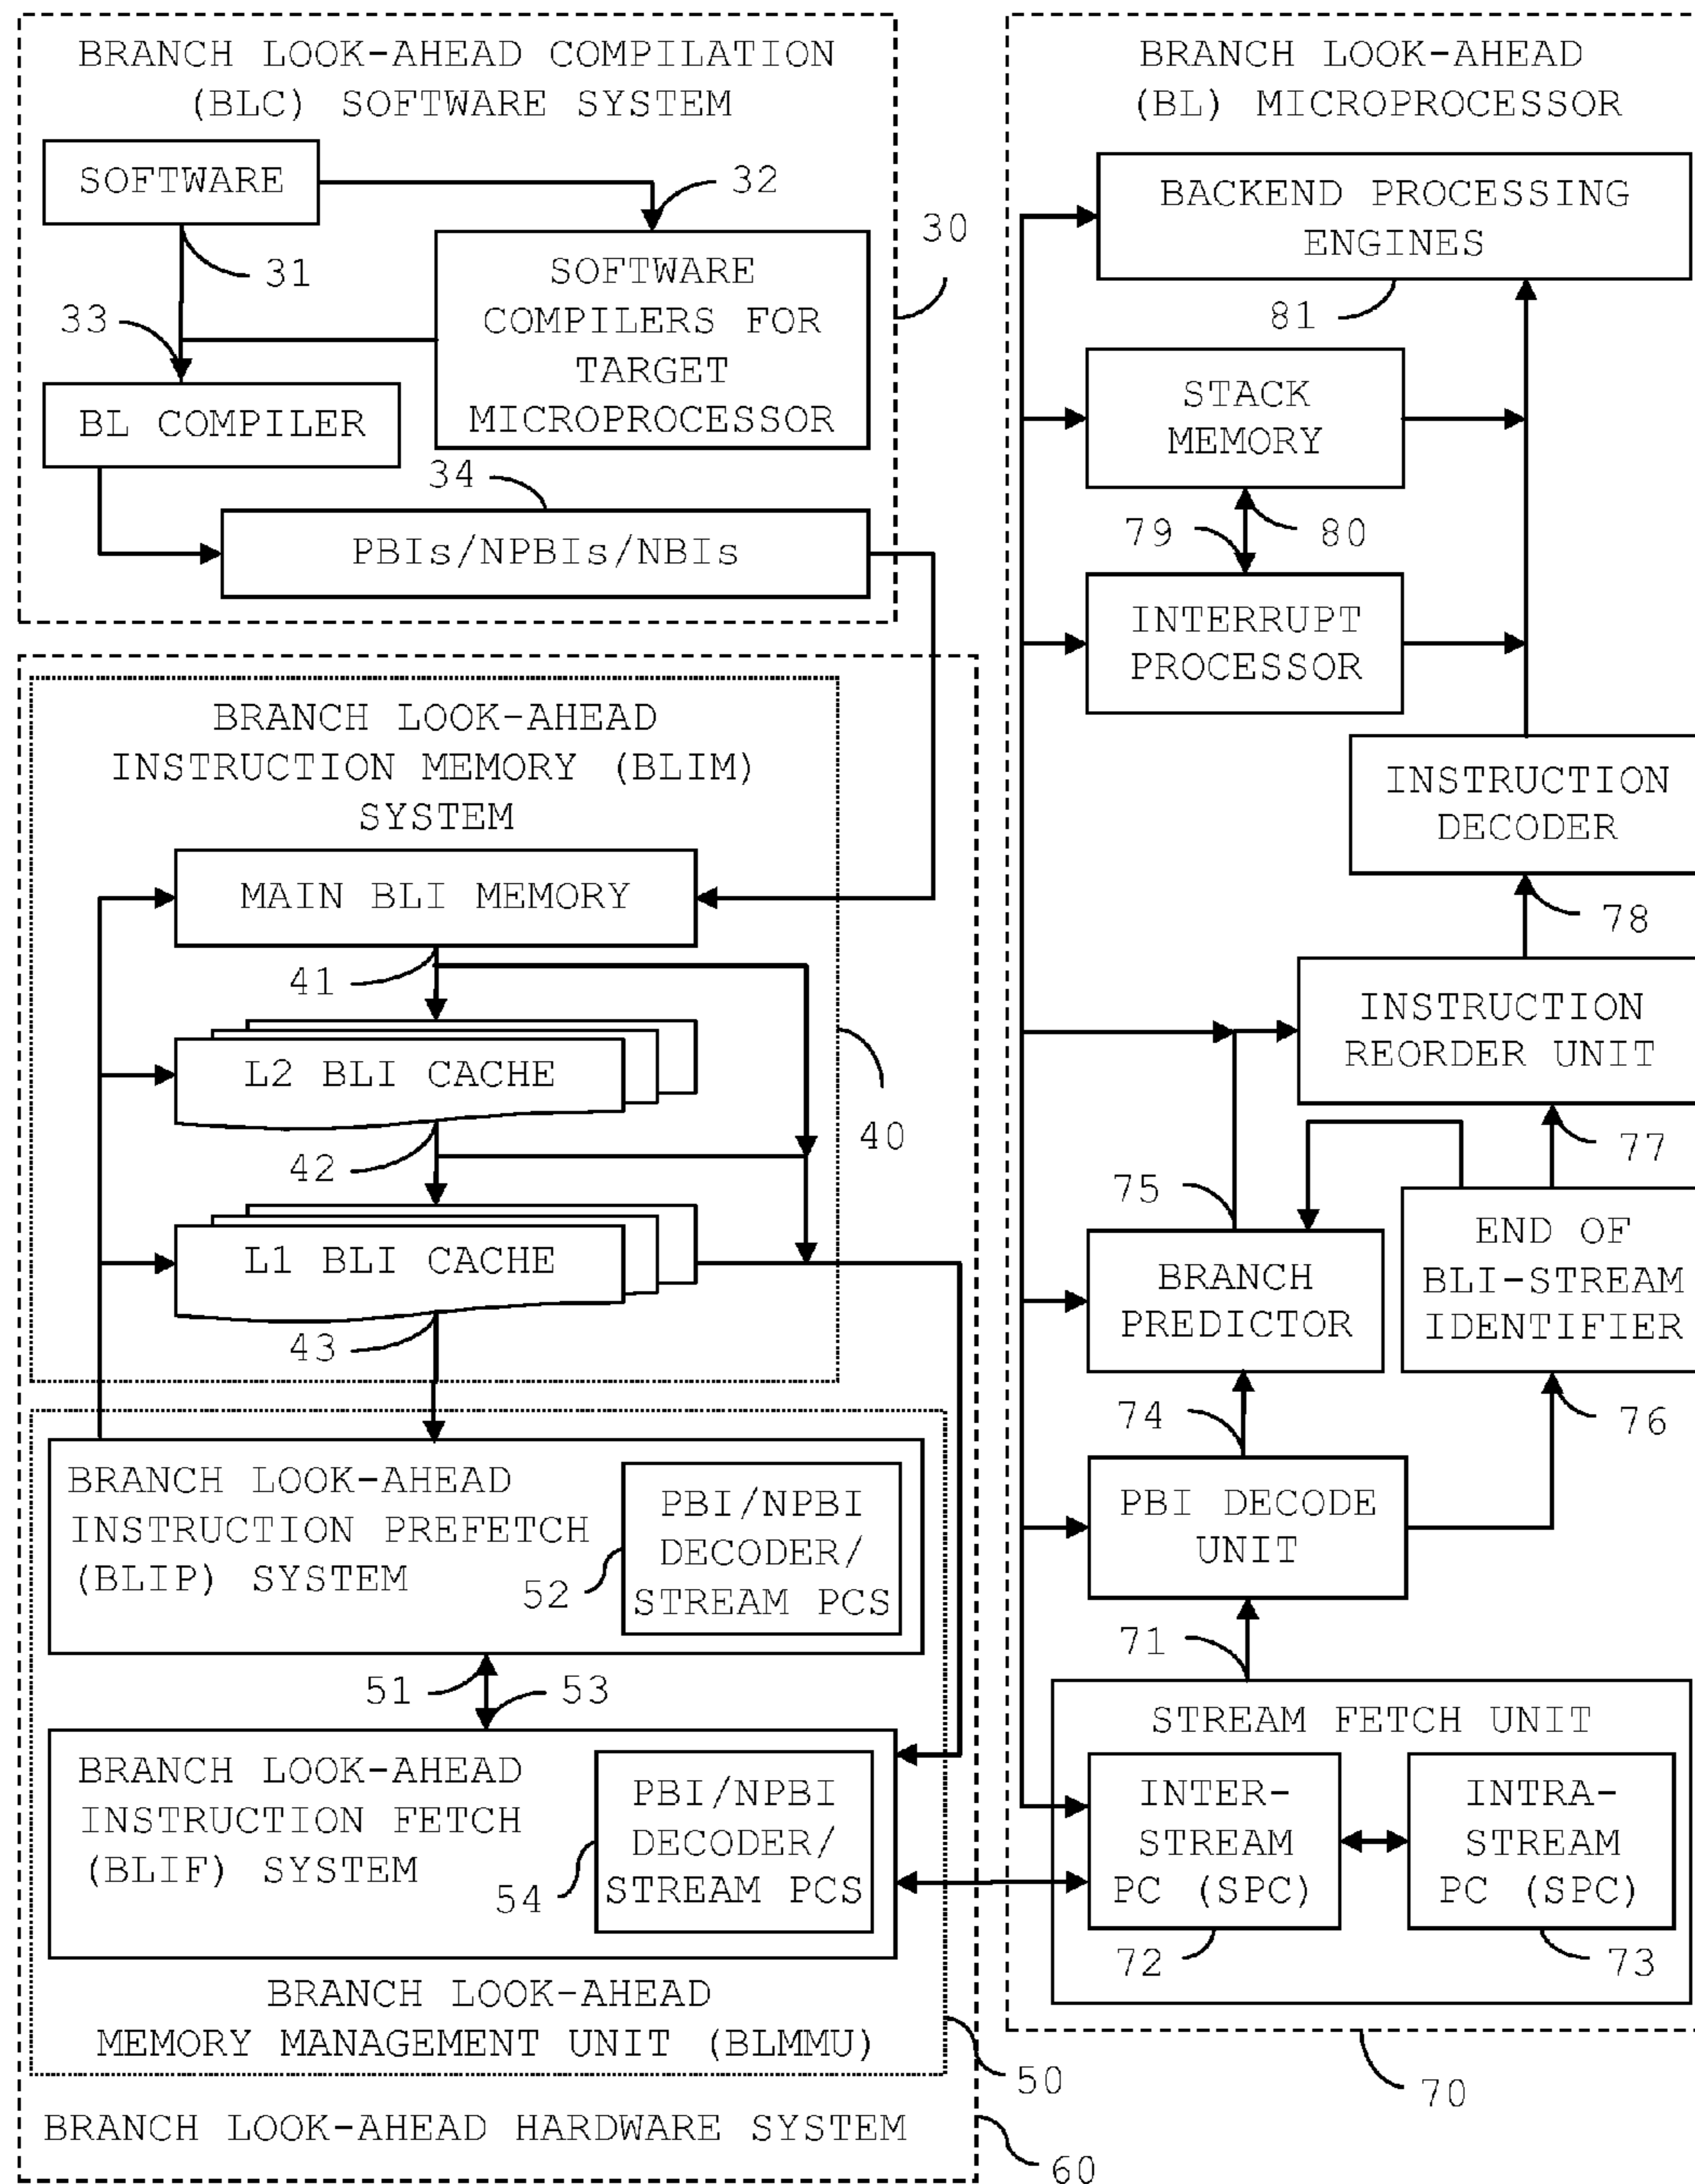 BRANCH LOOK-AHEAD COMPILATION
(BLC) SOFTWARE SYSTEM
SOFTWARE
32
31
30
SOFTWARE
COMPILERS FOR
TARGET
MICROPROCESSOR
33
BL COMPILER
34
PBIs/NPBIs/NBIs
BRANCH LOOK-AHEAD
INSTRUCTION MEMORY (BLIM)
SYSTEM
MAIN BLI MEMORY
41
L2 BLI CACHE
40
42
L1 BLI CACHE
43
BRANCH LOOK-AHEAD
INSTRUCTION PREFETCH
(BLIP) SYSTEM
52
PBI/NPBI
DECODER/
STREAM PCS
51
53
BRANCH LOOK-AHEAD
INSTRUCTION FETCH
(BLIF) SYSTEM
54
PBI/NPBI
DECODER/
STREAM PCS
BRANCH LOOK-AHEAD
MEMORY MANAGEMENT UNIT (BLMMU)
50
BRANCH LOOK-AHEAD HARDWARE SYSTEM
60
BRANCH LOOK-AHEAD
(BL) MICROPROCESSOR
BACKEND PROCESSING
ENGINES
81
STACK
MEMORY
79
80
INTERRUPT
PROCESSOR
INSTRUCTION
DECODER
78
INSTRUCTION
REORDER UNIT
77
75
END OF
BLI-STREAM
IDENTIFIER
BRANCH
PREDICTOR
74
76
PBI DECODE
UNIT
71
STREAM FETCH UNIT
INTER-
STREAM
PC (SPC)
INTRA-
STREAM
PC (SPC)
72
73
70